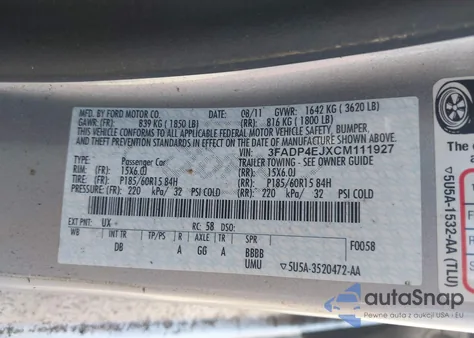 MFD. BY FORD MOTOR CO.
08/11 GVWR: 1642 KG ( 3620 LB)
GAWR (FR): 839 KG ( 1850 LB)
(RR): 816 KG ( 1800 LB)
THIS VEHICLE CONFORMS TO ALL APPLICABLE FEDERAL MOTOR VEHICLE SAFETY, BUMPER,
AND THEFT PREVENTION STANDARDS IN EFFECT ON THE DATE OF MANUFACTURE SHOWN ABOVE
VIN: 3FADP4EJXCM111927
TYPE: Passenger Car
TRAILER TOWING - SEE OWNER GUIDE
RIM: (FR): 15X6.0J
(RR): 15X6.0J
TIRES: (FR): P185/60R15 84H
(RR): P185/60R15 84H
PRESSURE: (FR): 220 kPa/ 32 PSI COLD
(RR): 220 kPa/ 32 PSI COLD
EXT PNT: UX
RC: 58 DSO:
F0058
WB INT TR TP/PS R AXLE TR SPR
DB A GG A BBBB
UMU
▼5U5A-3520472-AA
▼5U5A-1532-AA (TLU)
The
autoSnap